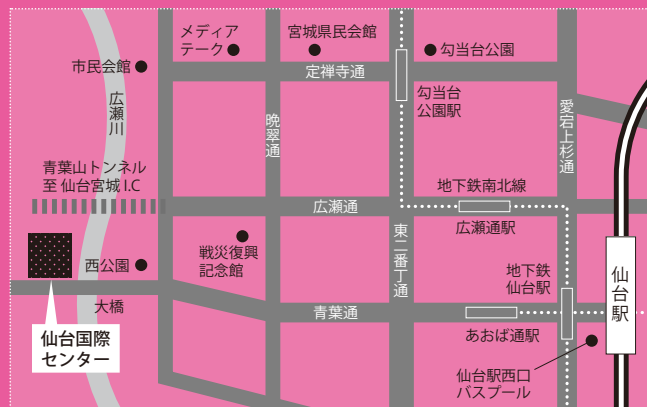 メディア
テーク
宮城県民会館
勾当台公園
市民会館
定禅寺通
勾当台
公園駅
広瀬川
晩翠通
愛宕上杉通
青葉山トンネル
至 仙台宮城 I.C
地下鉄南北線
広瀬通
広瀬通駅
東二番丁通
戦災復興
記念館
西公園
地下鉄
仙台駅
仙台駅
大橋
青葉通
あおば通駅
仙台国際
センター
仙台駅西口
バスプール